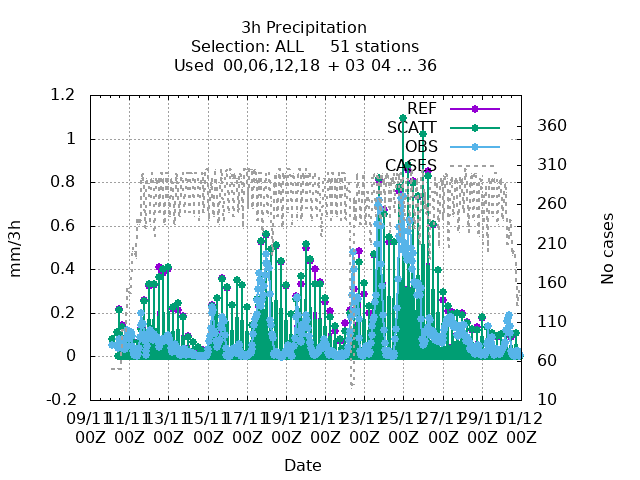 3h Precipitation
Selection: ALL 51 stations
Used 00,06,12,18 + 03 04 ... 36
REF
SCATT
OBS
CASES
1.2
1
0.8
0.6
0.4
0.2
0
-0.2
mm/3h
360
310
260
210
160
110
60
10
No cases
09/11 11/11 13/11 15/11 17/11 19/11 21/11 23/11 25/11 27/11 29/11 01/12
00Z 00Z 00Z 00Z 00Z 00Z 00Z 00Z 00Z 00Z 00Z 00Z
Date